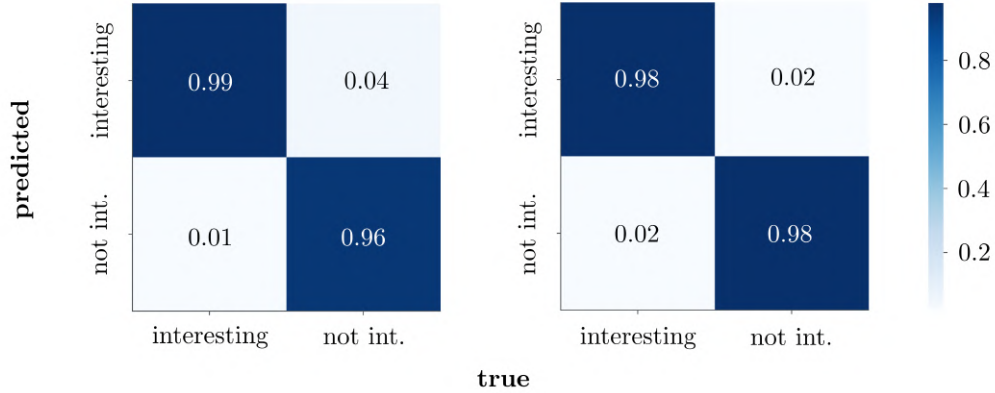 predicted
interesting
not int.
0.99
0.04
0.01
0.96
interesting
not int.
interesting
not int.
0.98
0.02
0.02
0.98
interesting
not int.
true
0.8
0.6
0.4
0.2